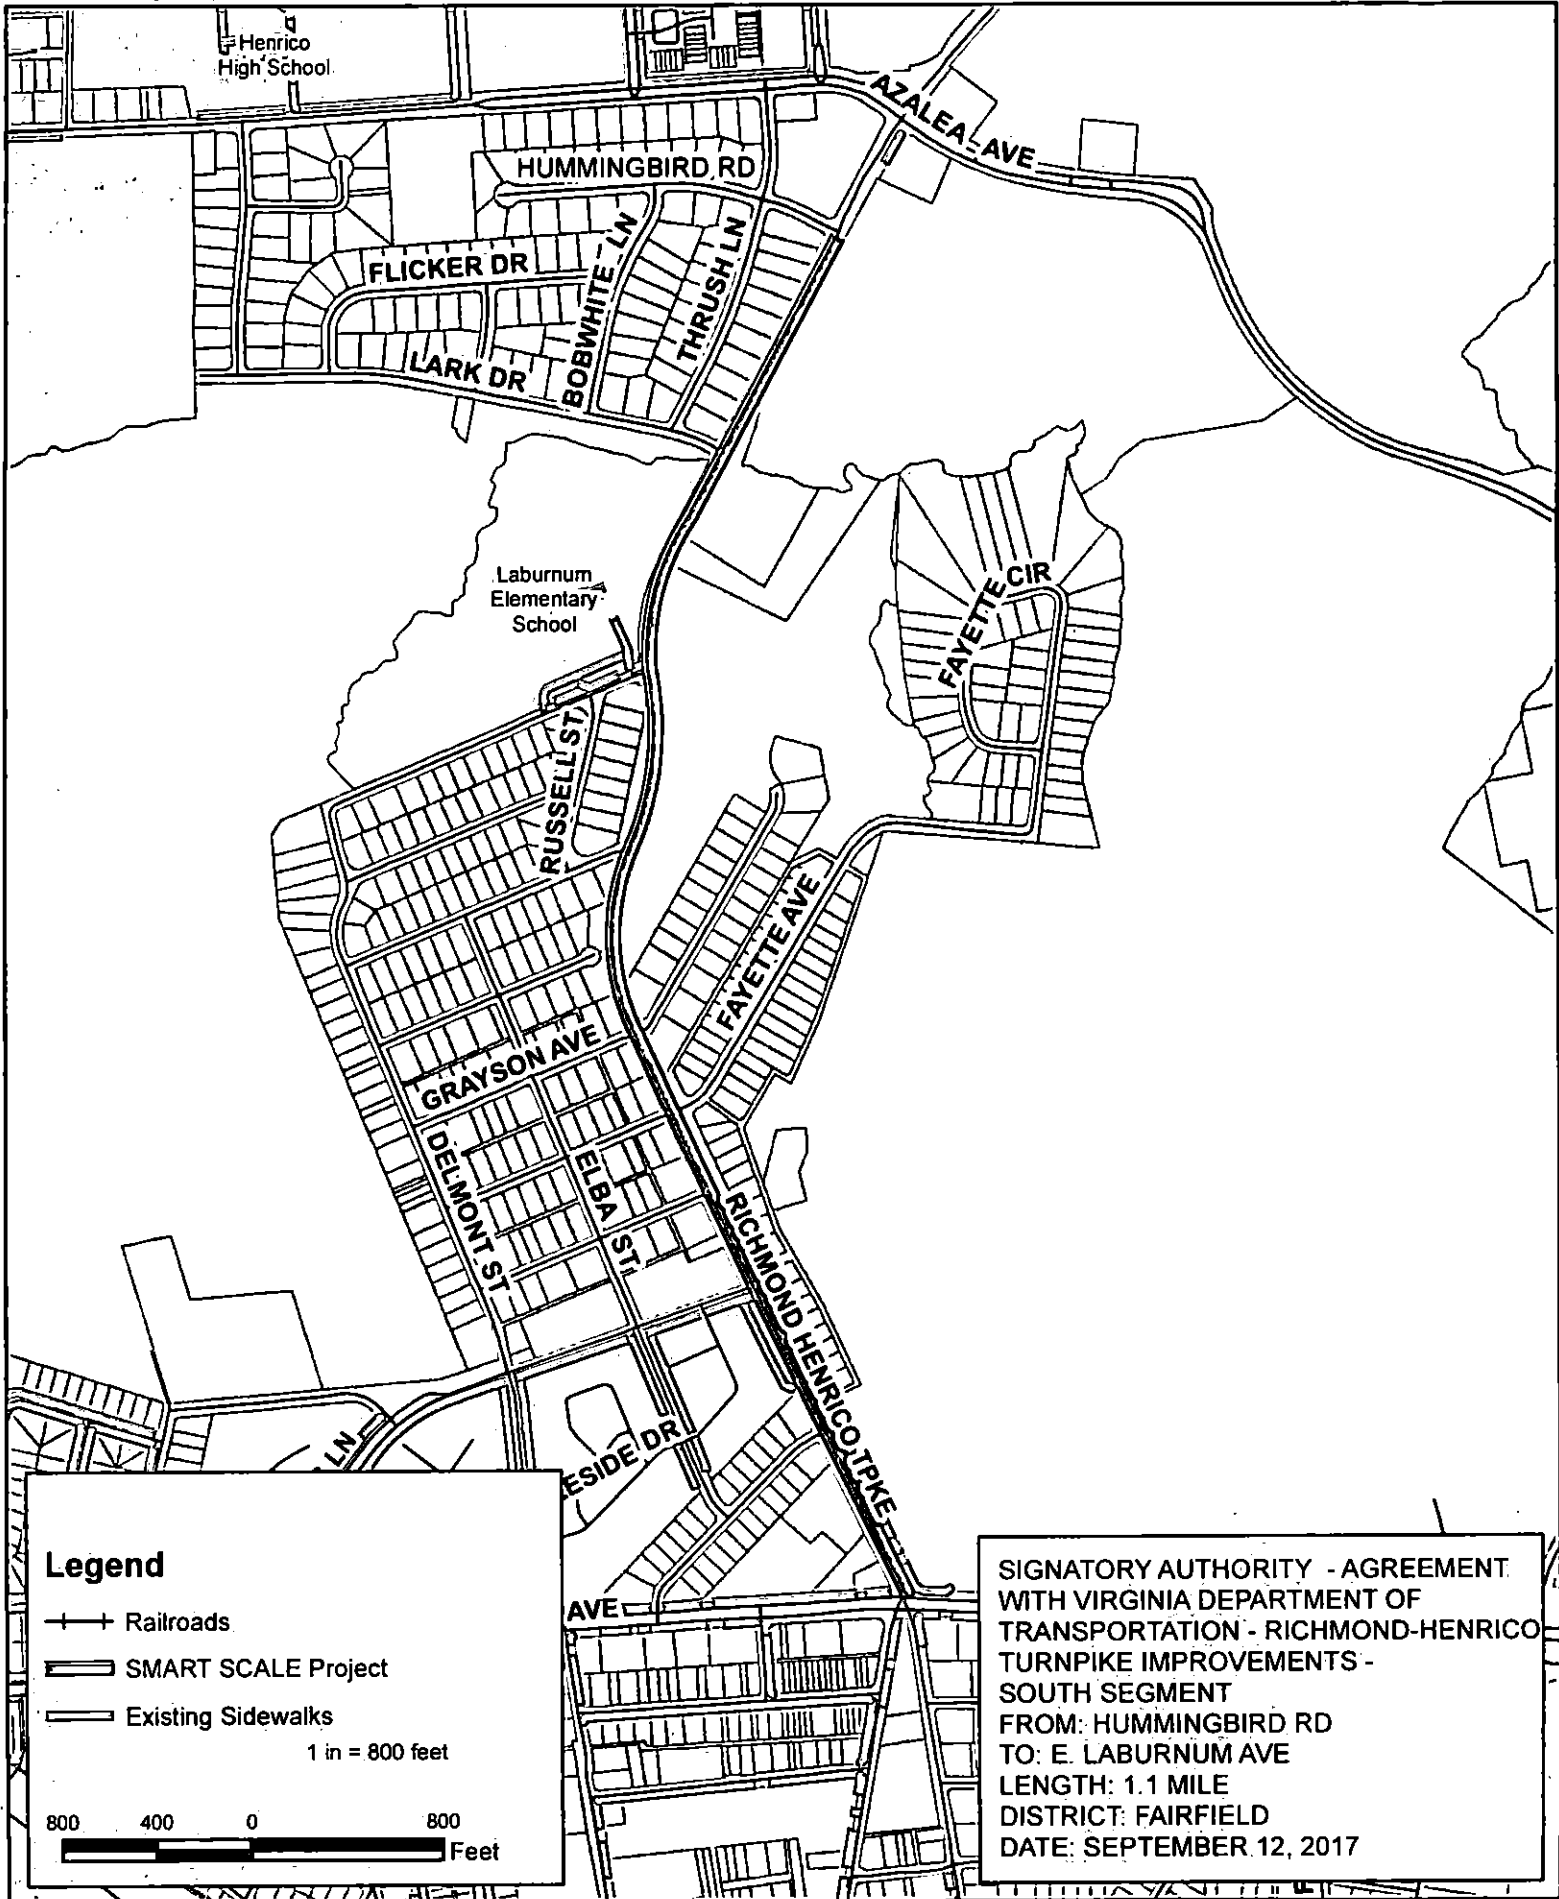 Henrico
High School
AZALEA AVE
HUMMINGBIRD RD
BOBWHITE LN
THRUSH LN
FLICKER DR
LARK DR
Laburnum
Elementary
School
FAYETTE CIR
RUSSELL ST
FAYETTE AVE
GRAYSON AVE
DELMONT ST
ELBA ST
RICHMOND HENRICO TPKE
LN
ESIDE DR
AVE
Legend
Railroads
SMART SCALE Project
Existing Sidewalks
1 in = 800 feet
800 400 0 800
Feet
SIGNATORY AUTHORITY - AGREEMENT
WITH VIRGINIA DEPARTMENT OF
TRANSPORTATION - RICHMOND-HENRICO
TURNPIKE IMPROVEMENTS -
SOUTH SEGMENT
FROM: HUMMINGBIRD RD
TO: E. LABURNUM AVE
LENGTH: 1.1 MILE
DISTRICT: FAIRFIELD
DATE: SEPTEMBER 12, 2017